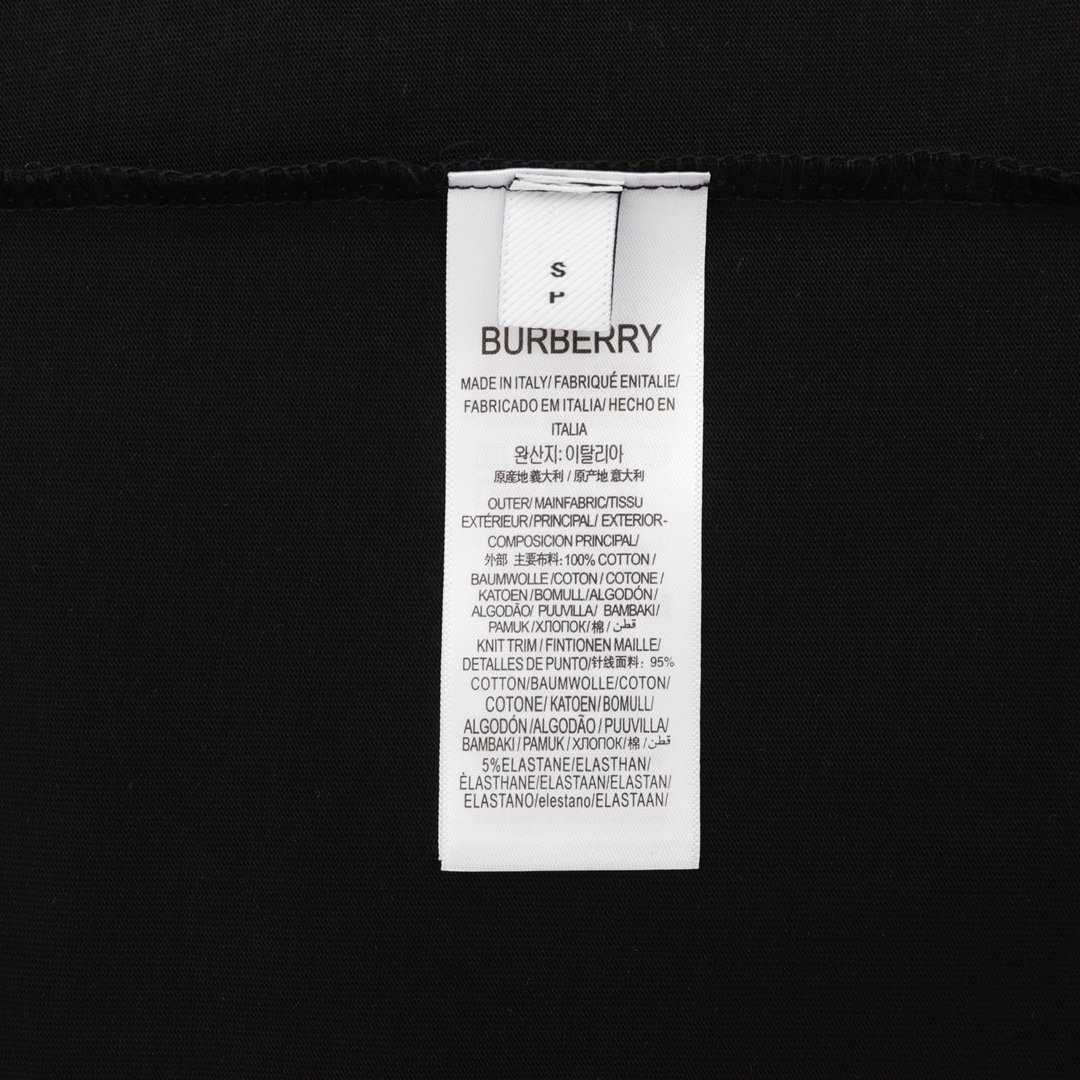 S
P
BURBERRY
MADE IN ITALY/ FABRIQUÉ ENITALIE/
FABRICADO EM ITALIA/ HECHO EN
ITALIA
완산지: 이탈리아
原産地義大利 / 原产地意大利
OUTER/ MAINFABRIC/TISSU
EXTÉRIEUR/PRINCIPAL/ EXTERIOR-
COMPOSICION PRINCIPAL/
外部 主要布料: 100% COTTON /
BAUMWOLLE /COTON / COTONE /
KATOEN /BOMULL/ALGODÓN /
ALGODÃO/ PUUVILLA/ BAMBAKI/
PAMUK /ХЛОПОК/ 棉 / قطن
KNIT TRIM / FINTIONEN MAILLE/
DETALLES DE PUNTO/针线面料: 95%
COTTON/BAUMWOLLE/COTON/
COTONE/ KATOEN/BOMULL/
ALGODÓN /ALGODÃO / PUUVILLA/
BAMBAKI / PAMUK / ХЛОПОК/棉 /قطن
5%ELASTANE/ELASTHAN/
ÈLASTHANE/ELASTAAN/ELASTAN/
ELASTANO/elestano/ELASTAAN/